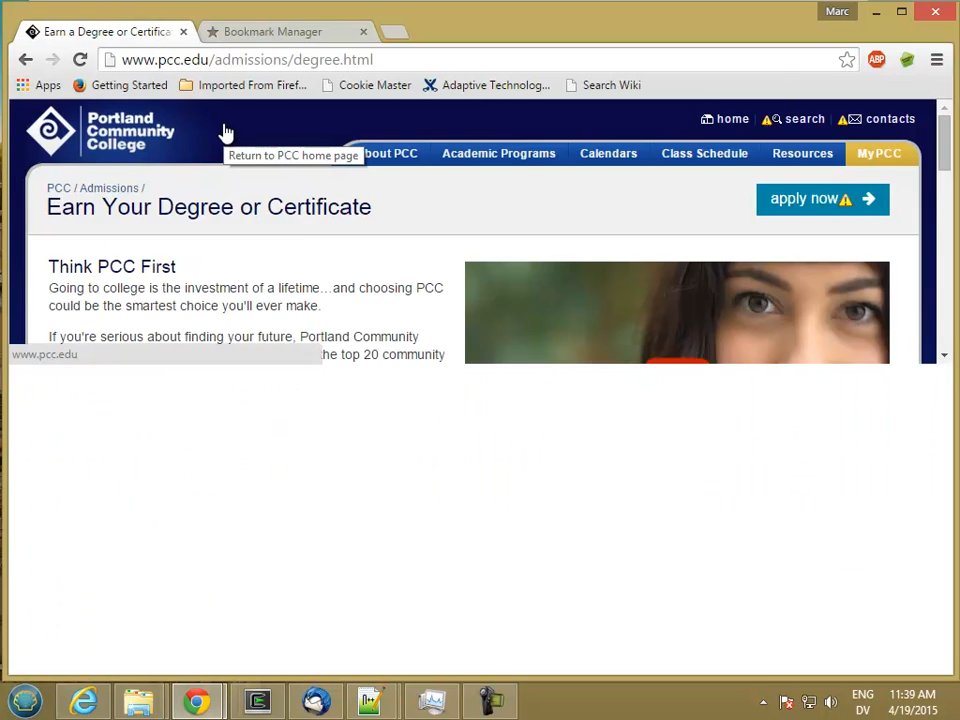 Marc
Earn a Degree or Certifica
Bookmark Manager
www.pcc.edu/admissions/degree.html
Apps
Getting Started
Imported From Firef...
Cookie Master
Adaptive Technolog...
Search Wiki
Portland
Community
College
home
search
contacts
Return to PCC home page
bout PCC
Academic Programs
Calendars
Class Schedule
Resources
MyPCC
PCC / Admissions /
Earn Your Degree or Certificate
apply now
Think PCC First
Going to college is the investment of a lifetime…and choosing PCC
could be the smartest choice you'll ever make.
If you're serious about finding your future, Portland Community
www.pcc.edu
the top 20 community
ABP
ENG
DV
11:39 AM
4/19/2015